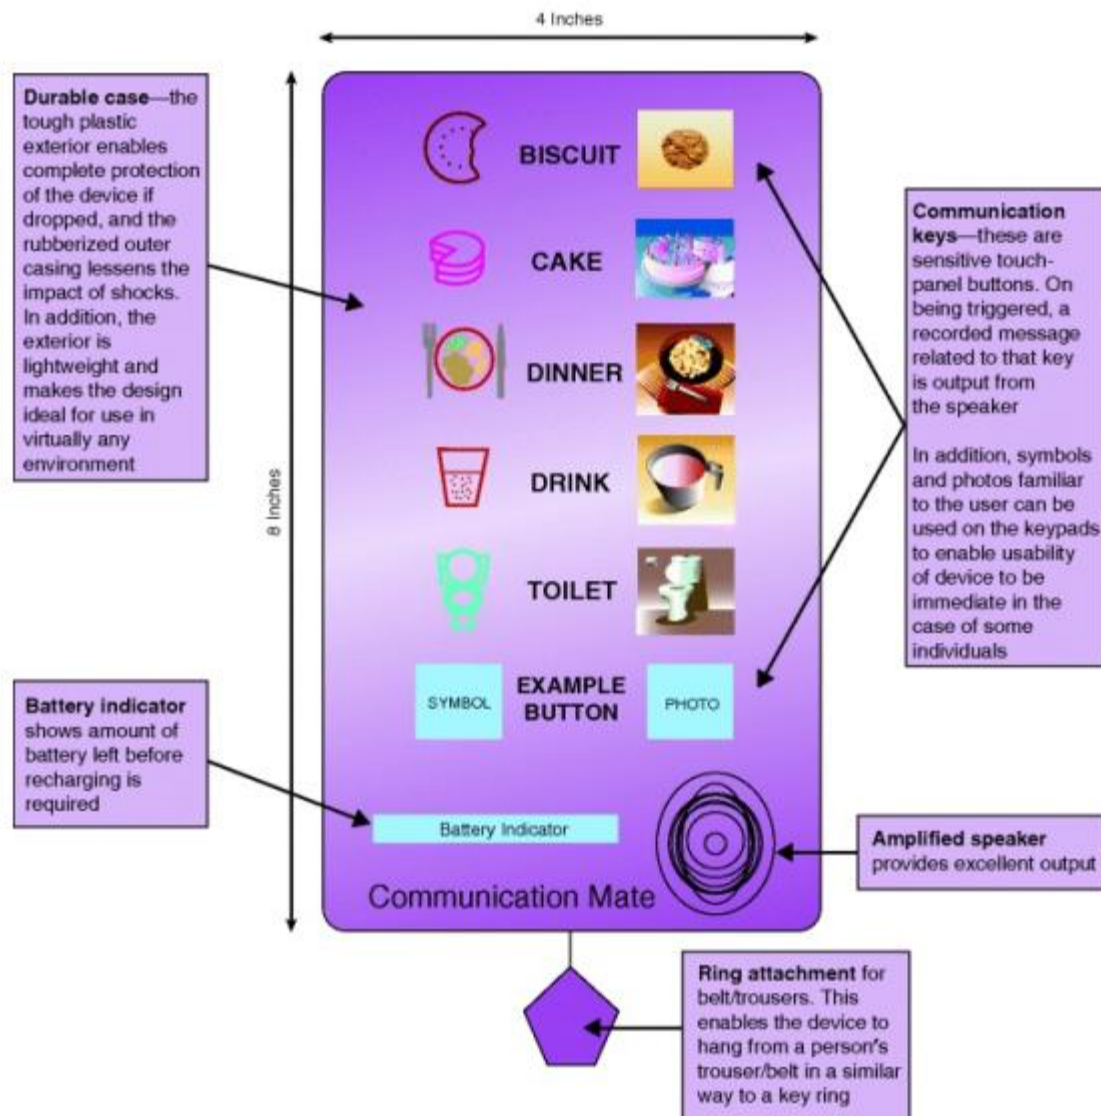 4 Inches
Durable case—the
tough plastic
exterior enables
complete protection
of the device if
dropped, and the
rubberized outer
casing lessens the
impact of shocks.
In addition, the
exterior is
lightweight and
makes the design
ideal for use in
virtually any
environment
8 Inches
BISCUIT
CAKE
DINNER
DRINK
TOILET
SYMBOL
EXAMPLE
BUTTON
PHOTO
Communication
keys—these are
sensitive touch-
panel buttons. On
being triggered, a
recorded message
related to that key
is output from
the speaker
In addition, symbols
and photos familiar
to the user can be
used on the keypads
to enable usability
of device to be
immediate in the
case of some
individuals
Battery indicator
shows amount of
battery left before
recharging is
required
Battery Indicator
Amplified speaker
provides excellent output
Communication Mate
Ring attachment for
belt/trousers. This
enables the device to
hang from a person's
trouser/belt in a similar
way to a key ring